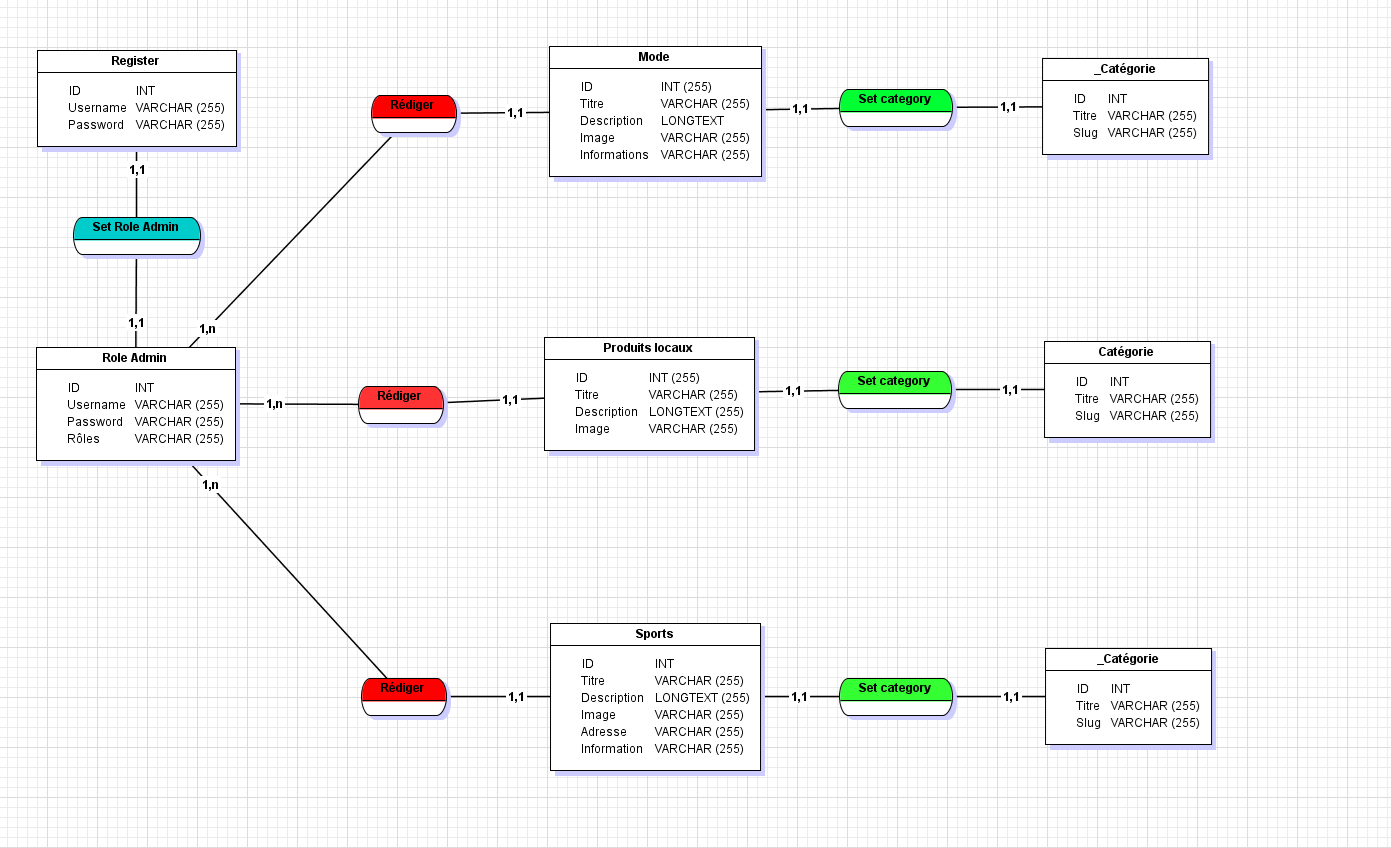 Register
ID INT
Username VARCHAR (255)
Password VARCHAR (255)
1,1
Set Role Admin
1,1
Role Admin
ID INT
Username VARCHAR (255)
Password VARCHAR (255)
Rôles VARCHAR (255)
1,n
Rédiger
1,1
Mode
ID INT (255)
Titre VARCHAR (255)
Description LONGTEXT
Image VARCHAR (255)
Informations VARCHAR (255)
1,1
Set category
1,1
_Catégorie
ID INT
Titre VARCHAR (255)
Slug VARCHAR (255)
1,n
Rédiger
1,1
Produits locaux
ID INT (255)
Titre VARCHAR (255)
Description LONGTEXT (255)
Image VARCHAR (255)
1,1
Set category
1,1
Catégorie
ID INT
Titre VARCHAR (255)
Slug VARCHAR (255)
1,n
Rédiger
1,1
Sports
ID INT
Titre VARCHAR (255)
Description LONGTEXT (255)
Image VARCHAR (255)
Adresse VARCHAR (255)
Information VARCHAR (255)
1,1
Set category
1,1
_Catégorie
ID INT
Titre VARCHAR (255)
Slug VARCHAR (255)